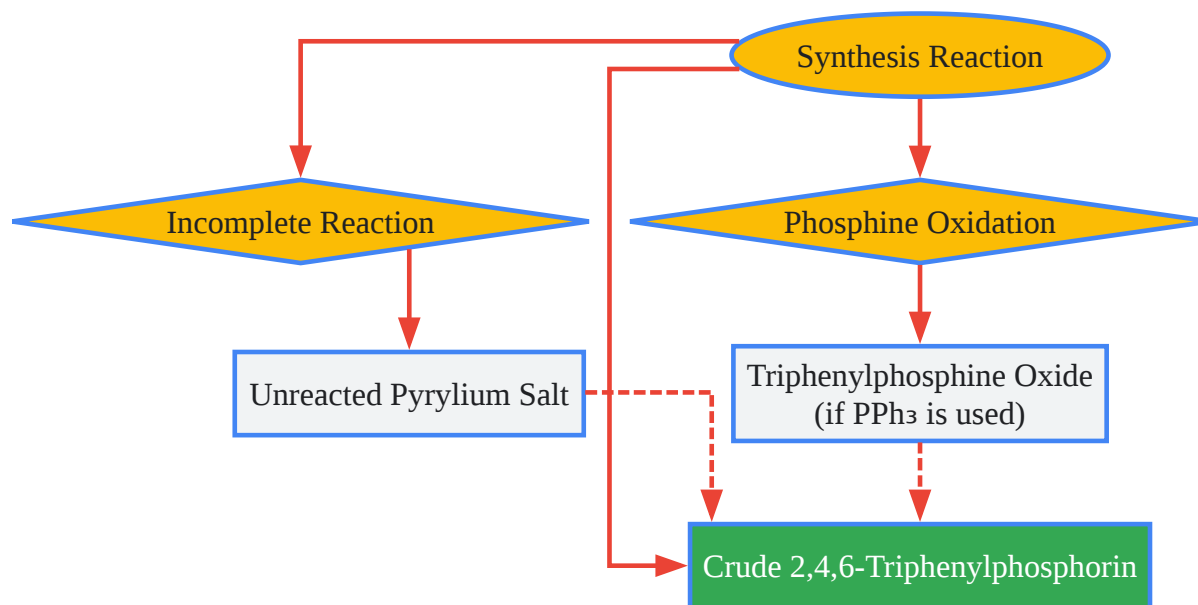 Synthesis Reaction
Incomplete Reaction
Phosphine Oxidation
Unreacted Pyrylium Salt
Triphenylphosphine Oxide
(if PPh₃ is used)
Crude 2,4,6-Triphenylphosphorin